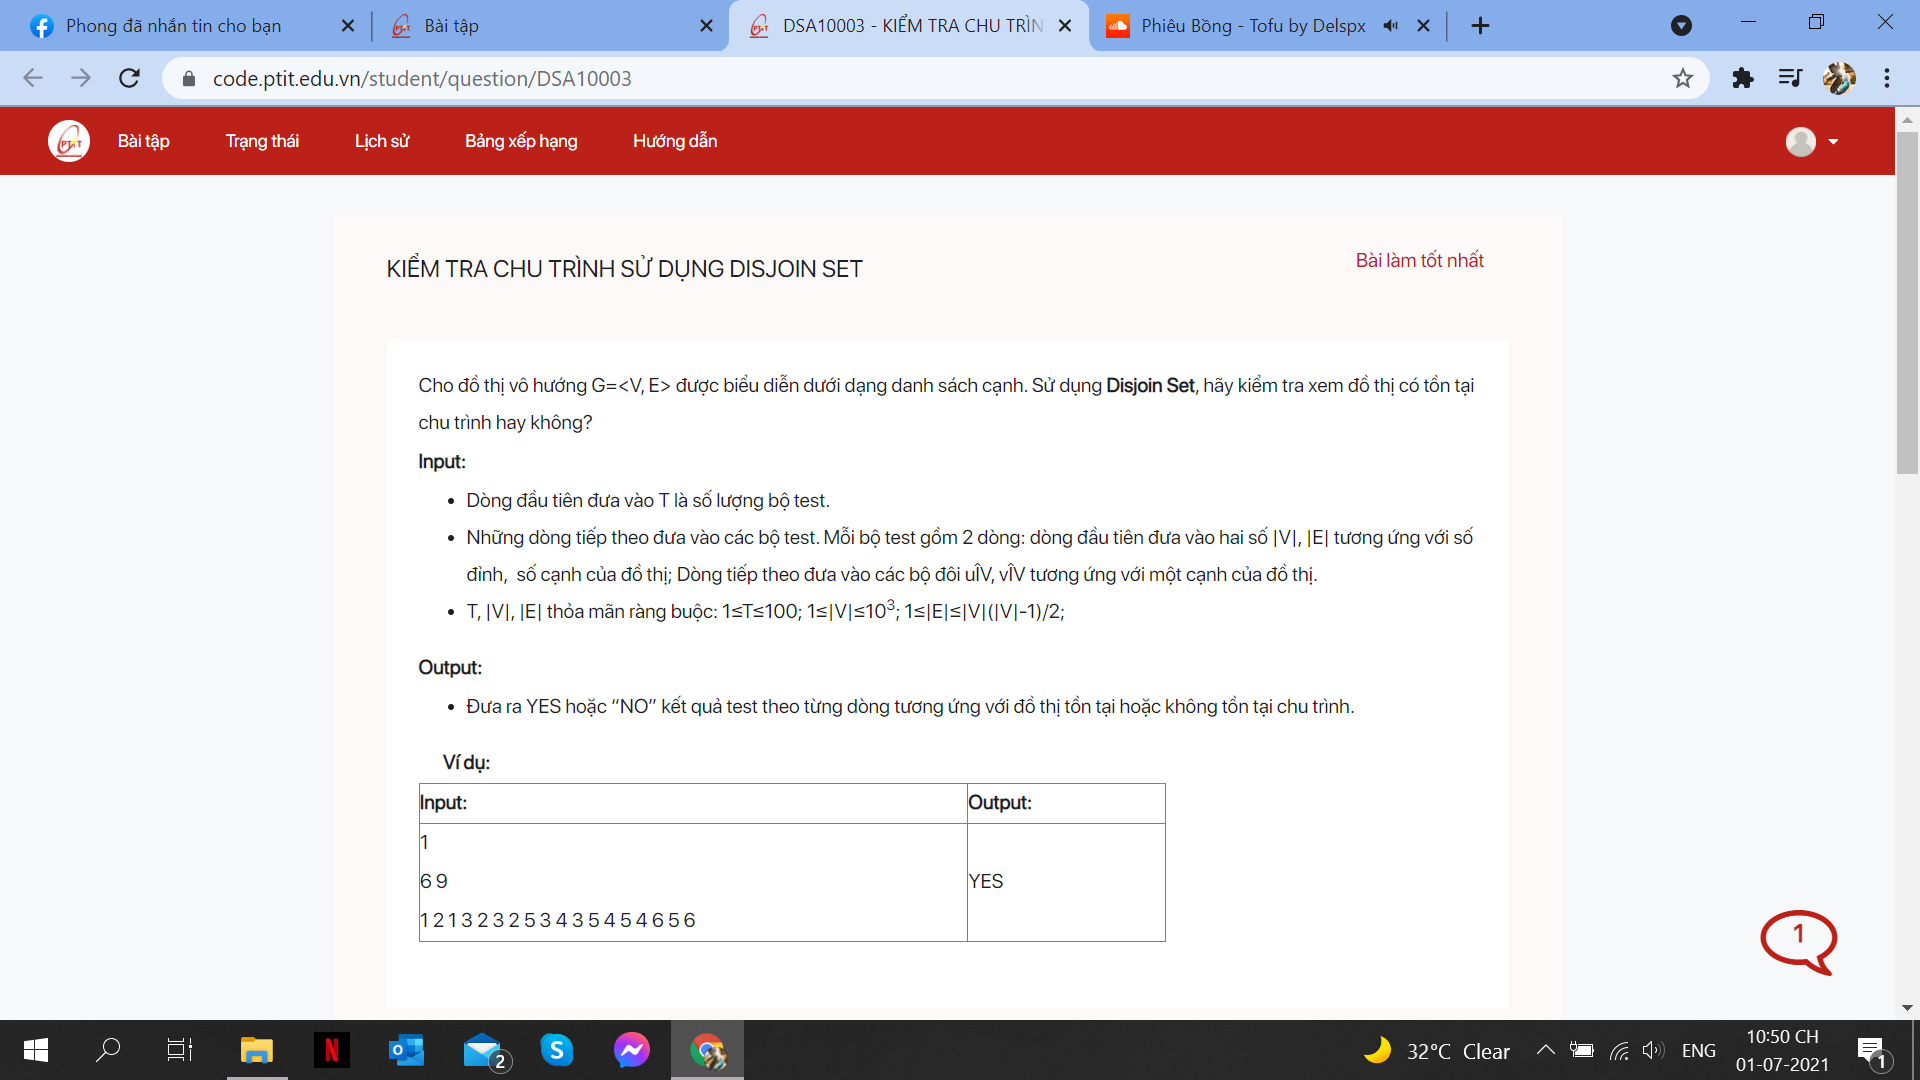 Phong đã nhắn tin cho bạn
Bài tập
DSA10003 - KIỂM TRA CHU TRÌN
Phiêu Bồng - Tofu by Delspx
code.ptit.edu.vn/student/question/DSA10003
PTIT
Bài tập
Trạng thái
Lịch sử
Bảng xếp hạng
Hướng dẫn
KIỂM TRA CHU TRÌNH SỬ DỤNG DISJOIN SET
Bài làm tốt nhất
Cho đồ thị vô hướng G=<V, E> được biểu diễn dưới dạng danh sách cạnh. Sử dụng Disjoin Set, hãy kiểm tra xem đồ thị có tồn tại
chu trình hay không?
Input:
• Dòng đầu tiên đưa vào T là số lượng bộ test.
• Những dòng tiếp theo đưa vào các bộ test. Mỗi bộ test gồm 2 dòng: dòng đầu tiên đưa vào hai số |V|, |E| tương ứng với số
đỉnh, số cạnh của đồ thị; Dòng tiếp theo đưa vào các bộ đôi uÎV, vÎV tương ứng với một cạnh của đồ thị.
• T, |V|, |E| thỏa mãn ràng buộc: 1≤T≤100; 1≤|V|≤10³; 1≤|E|≤|V|(|V|-1)/2;
Output:
• Đưa ra YES hoặc “NO” kết quả test theo từng dòng tương ứng với đồ thị tồn tại hoặc không tồn tại chu trình.
Ví dụ:
Input:
Output:
1
6 9
YES
1 2 1 3 2 3 2 5 3 4 3 5 4 5 4 6 5 6
1
N
2
S
32°C Clear
ENG
10:50 CH
01-07-2021
1